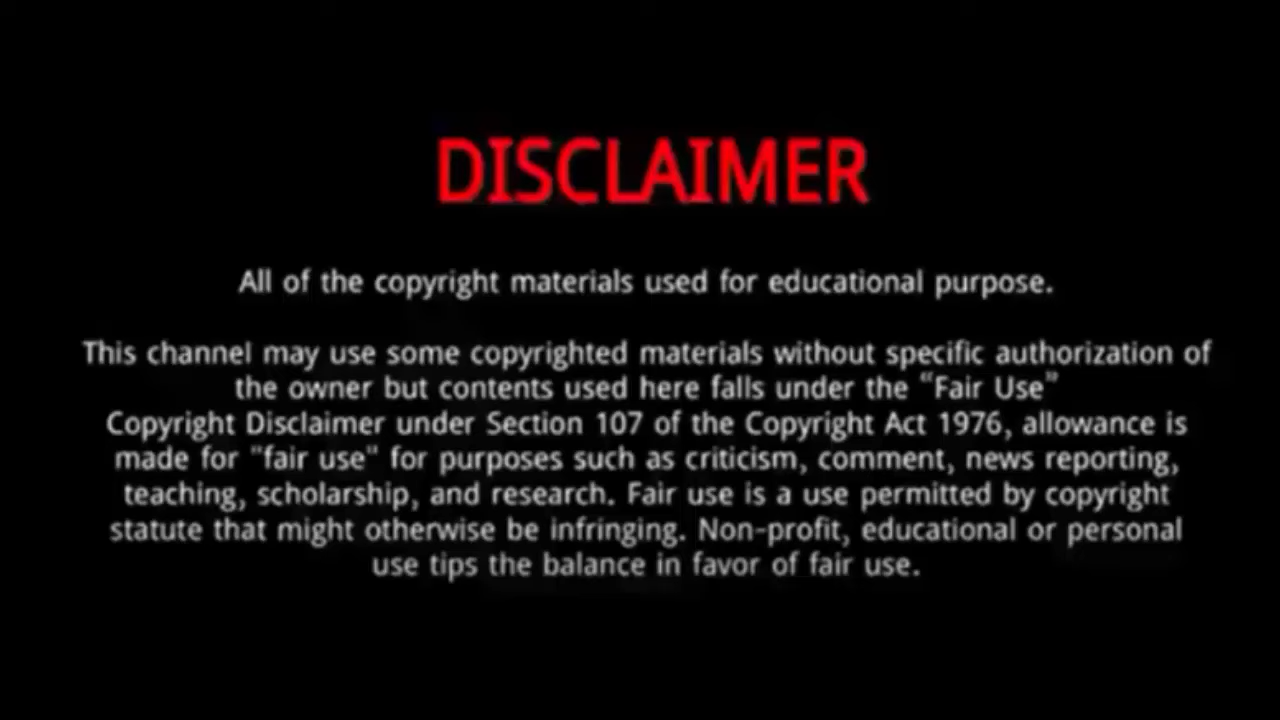 DISCLAIMER
All of the copyright materials used for educational purpose.
This channel may use some copyrighted materials without specific authorization of
the owner but contents used here falls under the “Fair Use”
Copyright Disclaimer under Section 107 of the Copyright Act 1976, allowance is
made for "fair use" for purposes such as criticism, comment, news reporting,
teaching, scholarship, and research. Fair use is a use permitted by copyright
statute that might otherwise be infringing. Non-profit, educational or personal
use tips the balance in favor of fair use.